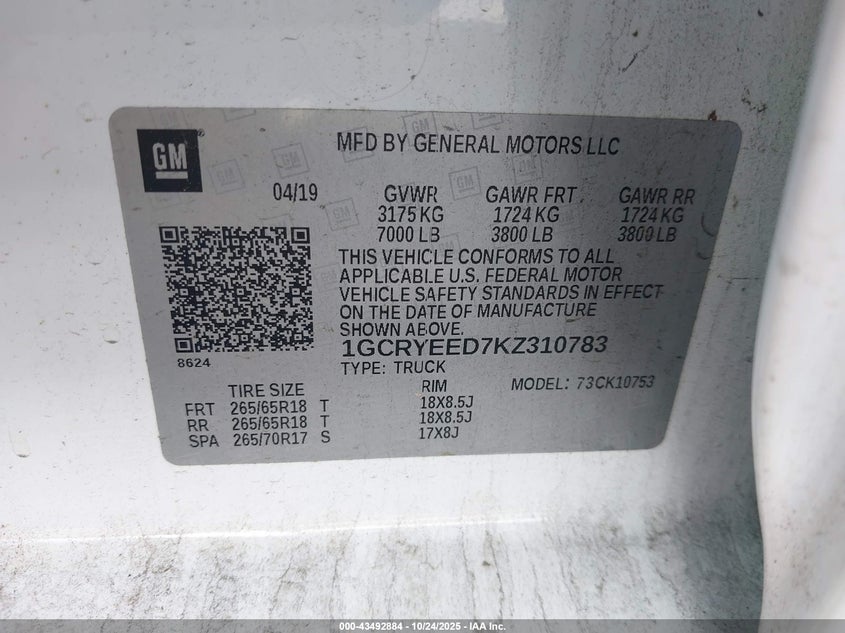 GM
MFD BY GENERAL MOTORS LLC
04/19 GVWR GAWR FRT. GAWR RR
3175 KG 1724 KG 1724 KG
7000 LB 3800 LB 3800 LB
THIS VEHICLE CONFORMS TO ALL
APPLICABLE U.S. FEDERAL MOTOR
VEHICLE SAFETY STANDARDS IN EFFECT
ON THE DATE OF MANUFACTURE
SHOWN ABOVE.
8624
1GCRYEED7KZ310783
TYPE: TRUCK
MODEL: 73CK10753
TIRE SIZE RIM
FRT 265/65R18 T 18X8.5J
RR 265/65R18 T 18X8.5J
SPA 265/70R17 S 17X8J
000-43492884 - 10/24/2025 - IAA Inc.